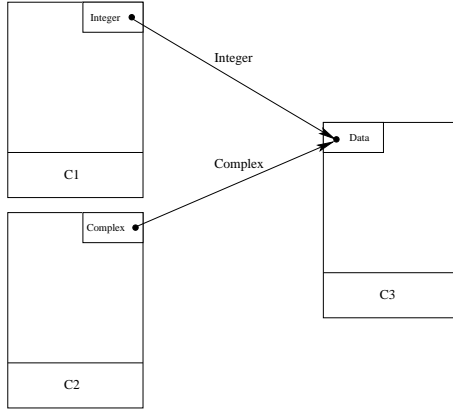 Integer
Integer
Data
C1
Complex
Complex
C3
C2